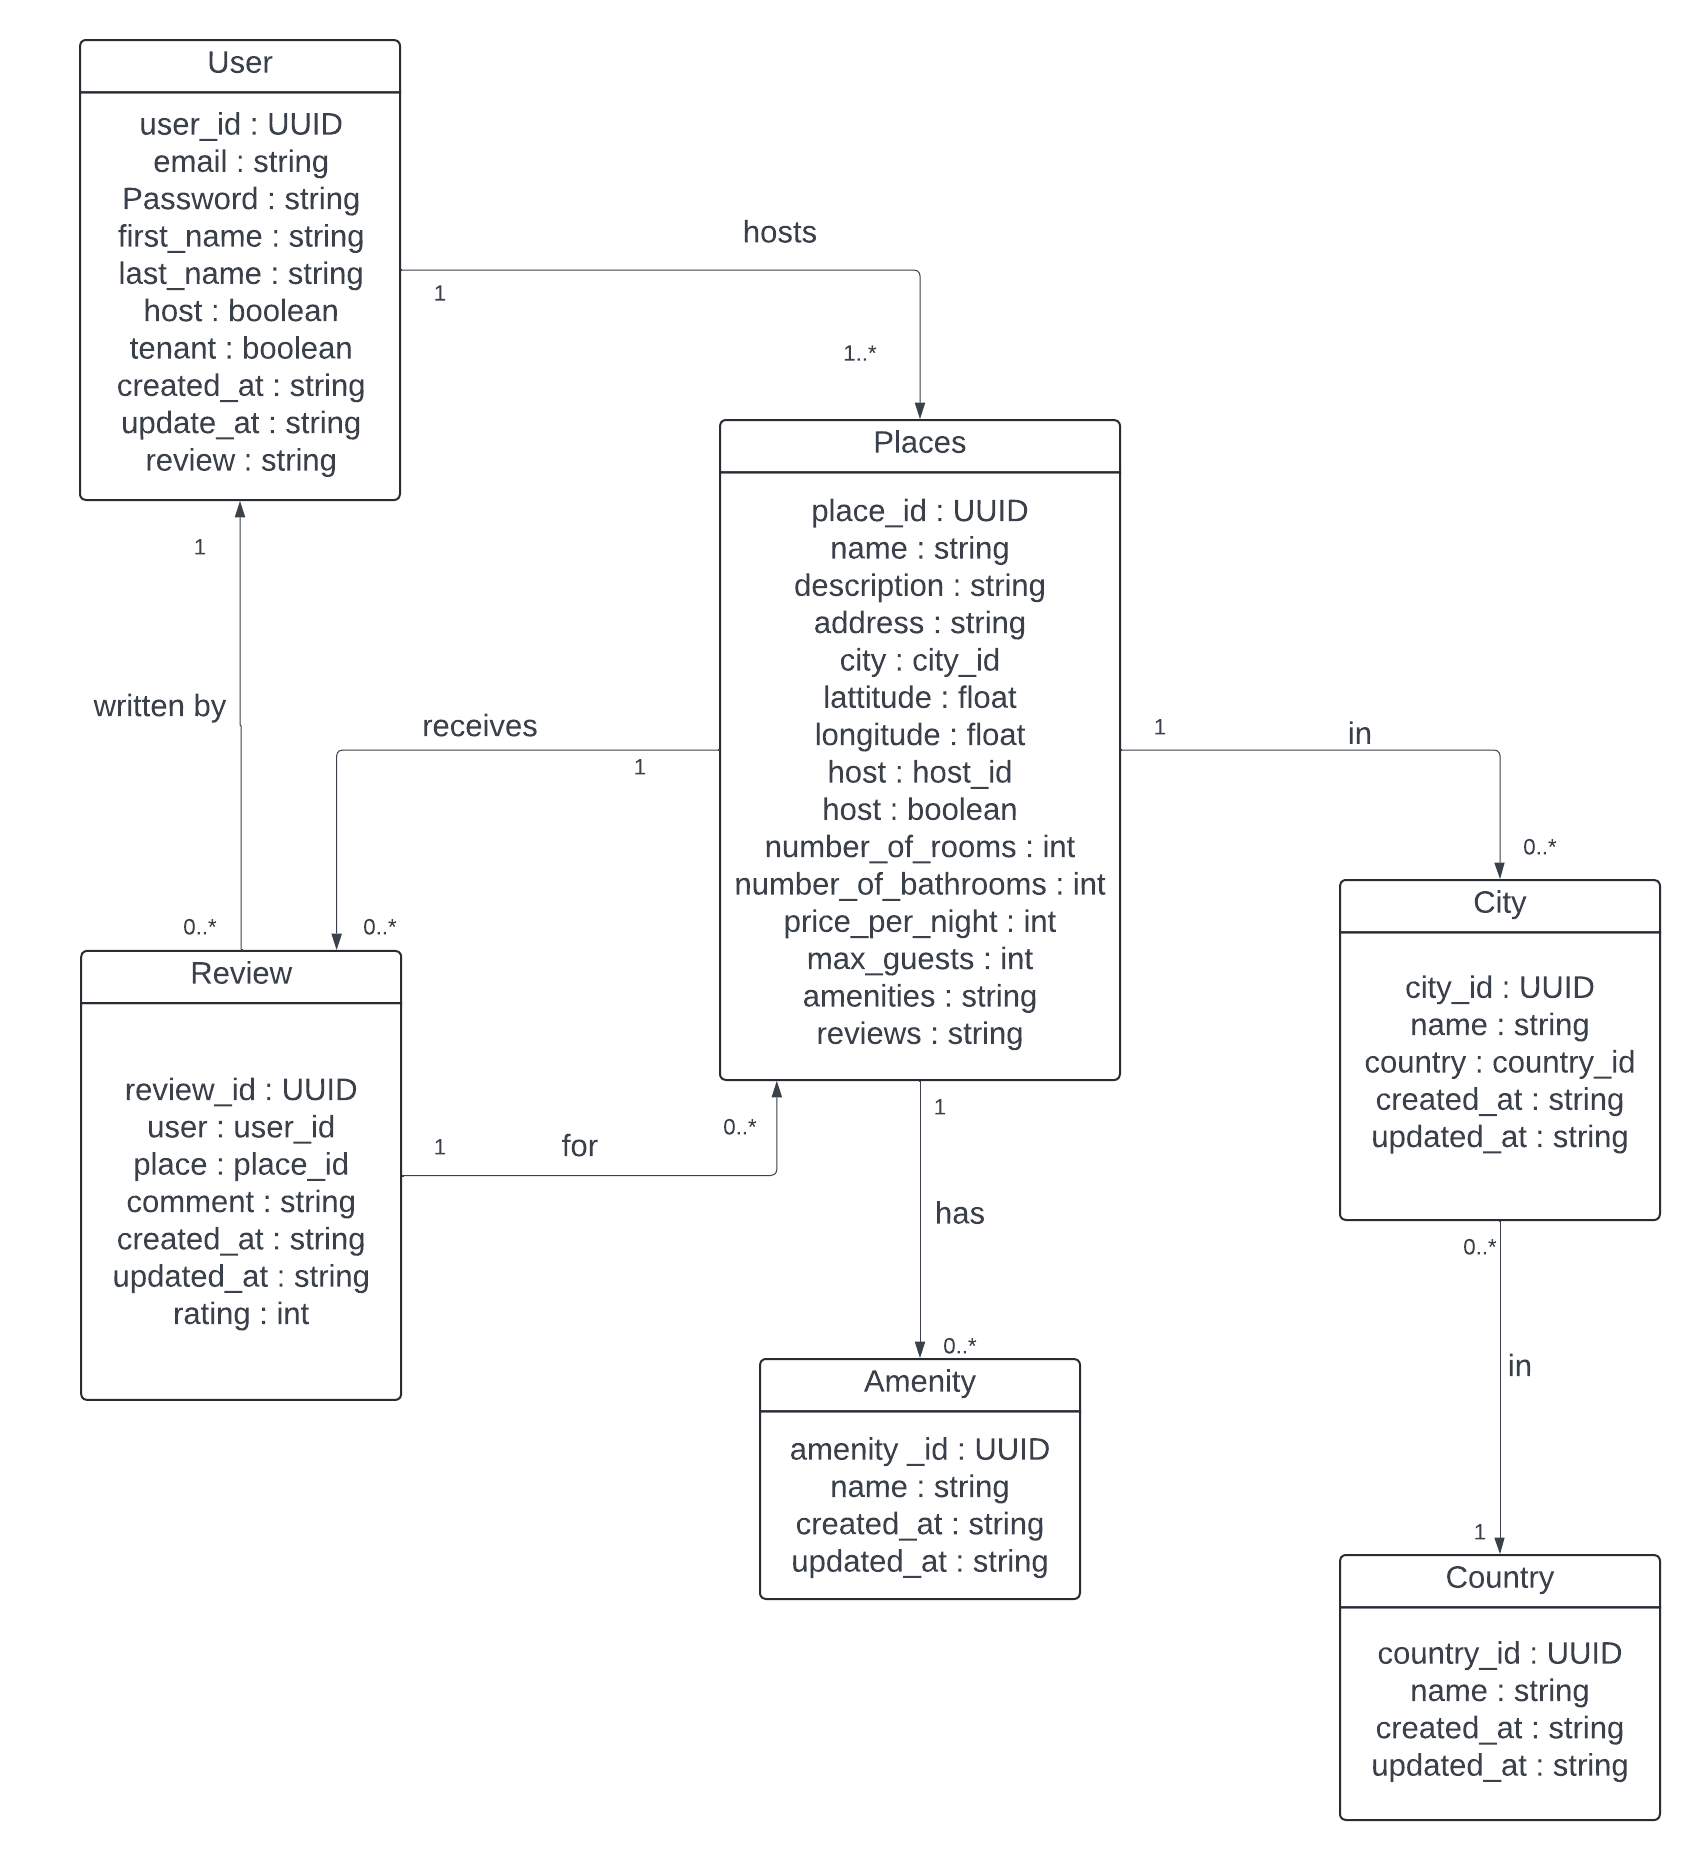 User
user_id : UUID
email : string
Password : string
first_name : string
last_name : string
host : boolean
tenant : boolean
created_at : string
update_at : string
review : string
hosts
1
1..*
Places
place_id : UUID
name : string
description : string
address : string
city : city_id
lattitude : float
longitude : float
host : host_id
host : boolean
number_of_rooms : int
number_of_bathrooms : int
price_per_night : int
max_guests : int
amenities : string
reviews : string
1
written by
0..*
receives
1
0..*
1
in
0..*
Review
review_id : UUID
user : user_id
place : place_id
comment : string
created_at : string
updated_at : string
rating : int
1
for
0..*
1
has
0..*
City
city_id : UUID
name : string
country : country_id
created_at : string
updated_at : string
0..*
in
1
Amenity
amenity _id : UUID
name : string
created_at : string
updated_at : string
Country
country_id : UUID
name : string
created_at : string
updated_at : string